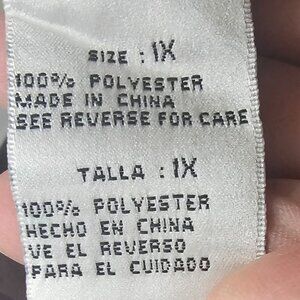 SIZE : 1X
100% POLYESTER
MADE IN CHINA
SEE REVERSE FOR CARE
TALLA : 1X
100% POLYESTER
HECHO EN CHINA
VE EL REVERSO
PARA EL CUIDADO